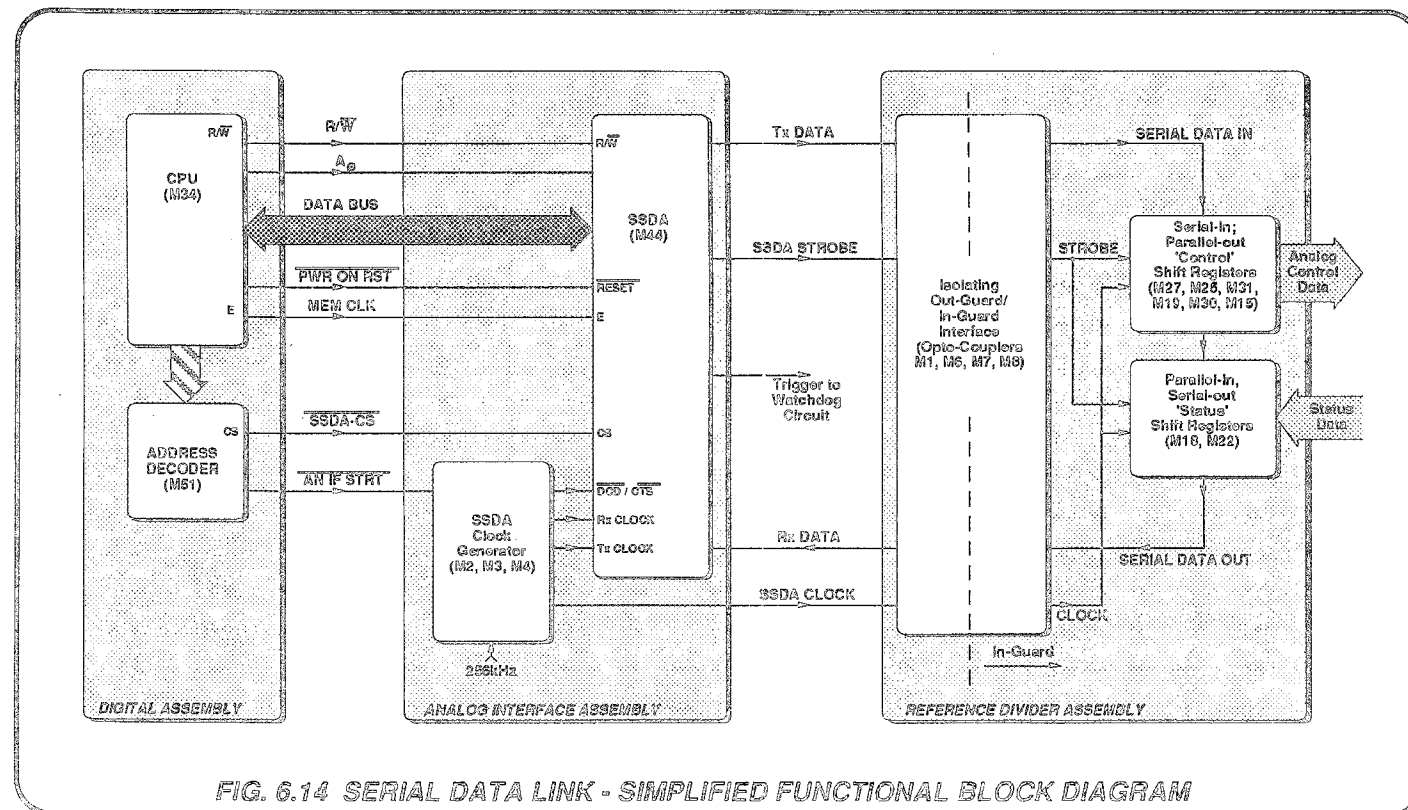 R/W
CPU
(M34)
E
CS
ADDRESS
DECODER
(M51)
DIGITAL ASSEMBLY
R/W
A₀
DATA BUS
PWR ON RST
MEM CLK
SSDA-CS
AN IF STRT
R/W
SSDA
(M44)
RESET
E
CS
DCD / CTS
Rx CLOCK
Tx CLOCK
SSDA
Clock
Generator
(M2, M3, M4)
256kHz
ANALOG INTERFACE ASSEMBLY
Tx DATA
SSDA STROBE
Trigger to
Watchdog
Circuit
Rx DATA
SSDA CLOCK
Isolating
Out-Guard/
In-Guard
Interface
(Opto-Couplers
M1, M6, M7, M8)
In-Guard
SERIAL DATA IN
STROBE
Serial-In;
Parallel-out
'Control'
Shift Registers
M19, M30,
Analog
Control
Data
Parallel-in,
Serial-out
'Status'
Shift Registers
M22)
Status
Data
SERIAL DATA OUT
CLOCK
REFERENCE DIVIDER ASSEMBLY
FIG. 6.14 SERIAL DATA LINK - SIMPLIFIED FUNCTIONAL BLOCK DIAGRAM